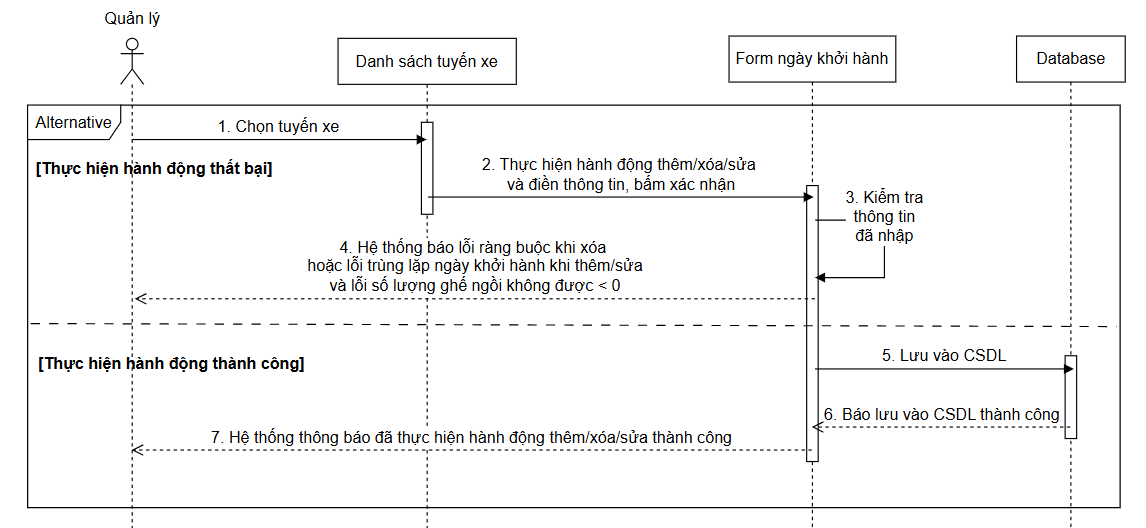 Quản lý
Danh sách tuyến xe
Form ngày khởi hành
Database
Alternative
1. Chọn tuyến xe
[Thực hiện hành động thất bại]
2. Thực hiện hành động thêm/xóa/sửa
và điền thông tin, bấm xác nhận
3. Kiểm tra
thông tin
đã nhập
4. Hệ thống báo lỗi ràng buộc khi xóa
hoặc lỗi trùng lặp ngày khởi hành khi thêm/sửa
và lỗi số lượng ghế ngồi không được < 0
[Thực hiện hành động thành công]
5. Lưu vào CSDL
6. Báo lưu vào CSDL thành công
7. Hệ thống thông báo đã thực hiện hành động thêm/xóa/sửa thành công